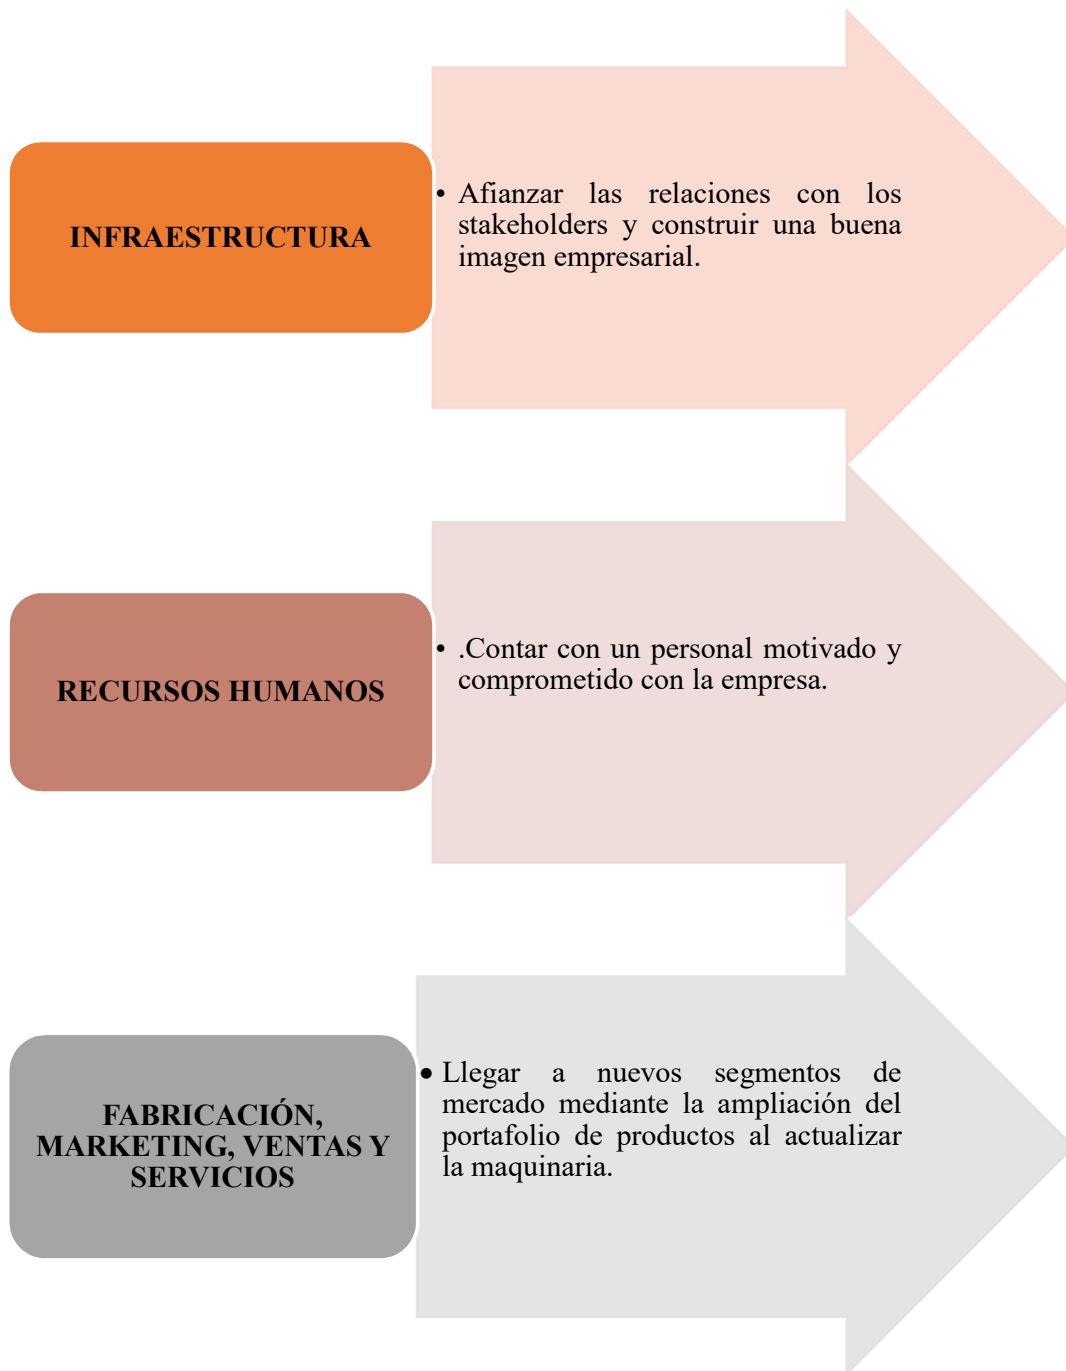 INFRAESTRUCTURA
• Afianzar las relaciones con los
stakeholders y construir una buena
imagen empresarial.
RECURSOS HUMANOS
• .Contar con un personal motivado y
comprometido con la empresa.
FABRICACIÓN,
MARKETING, VENTAS Y
SERVICIOS
• Llegar a nuevos segmentos de
mercado mediante la ampliación del
portafolio de productos al actualizar
la maquinaria.